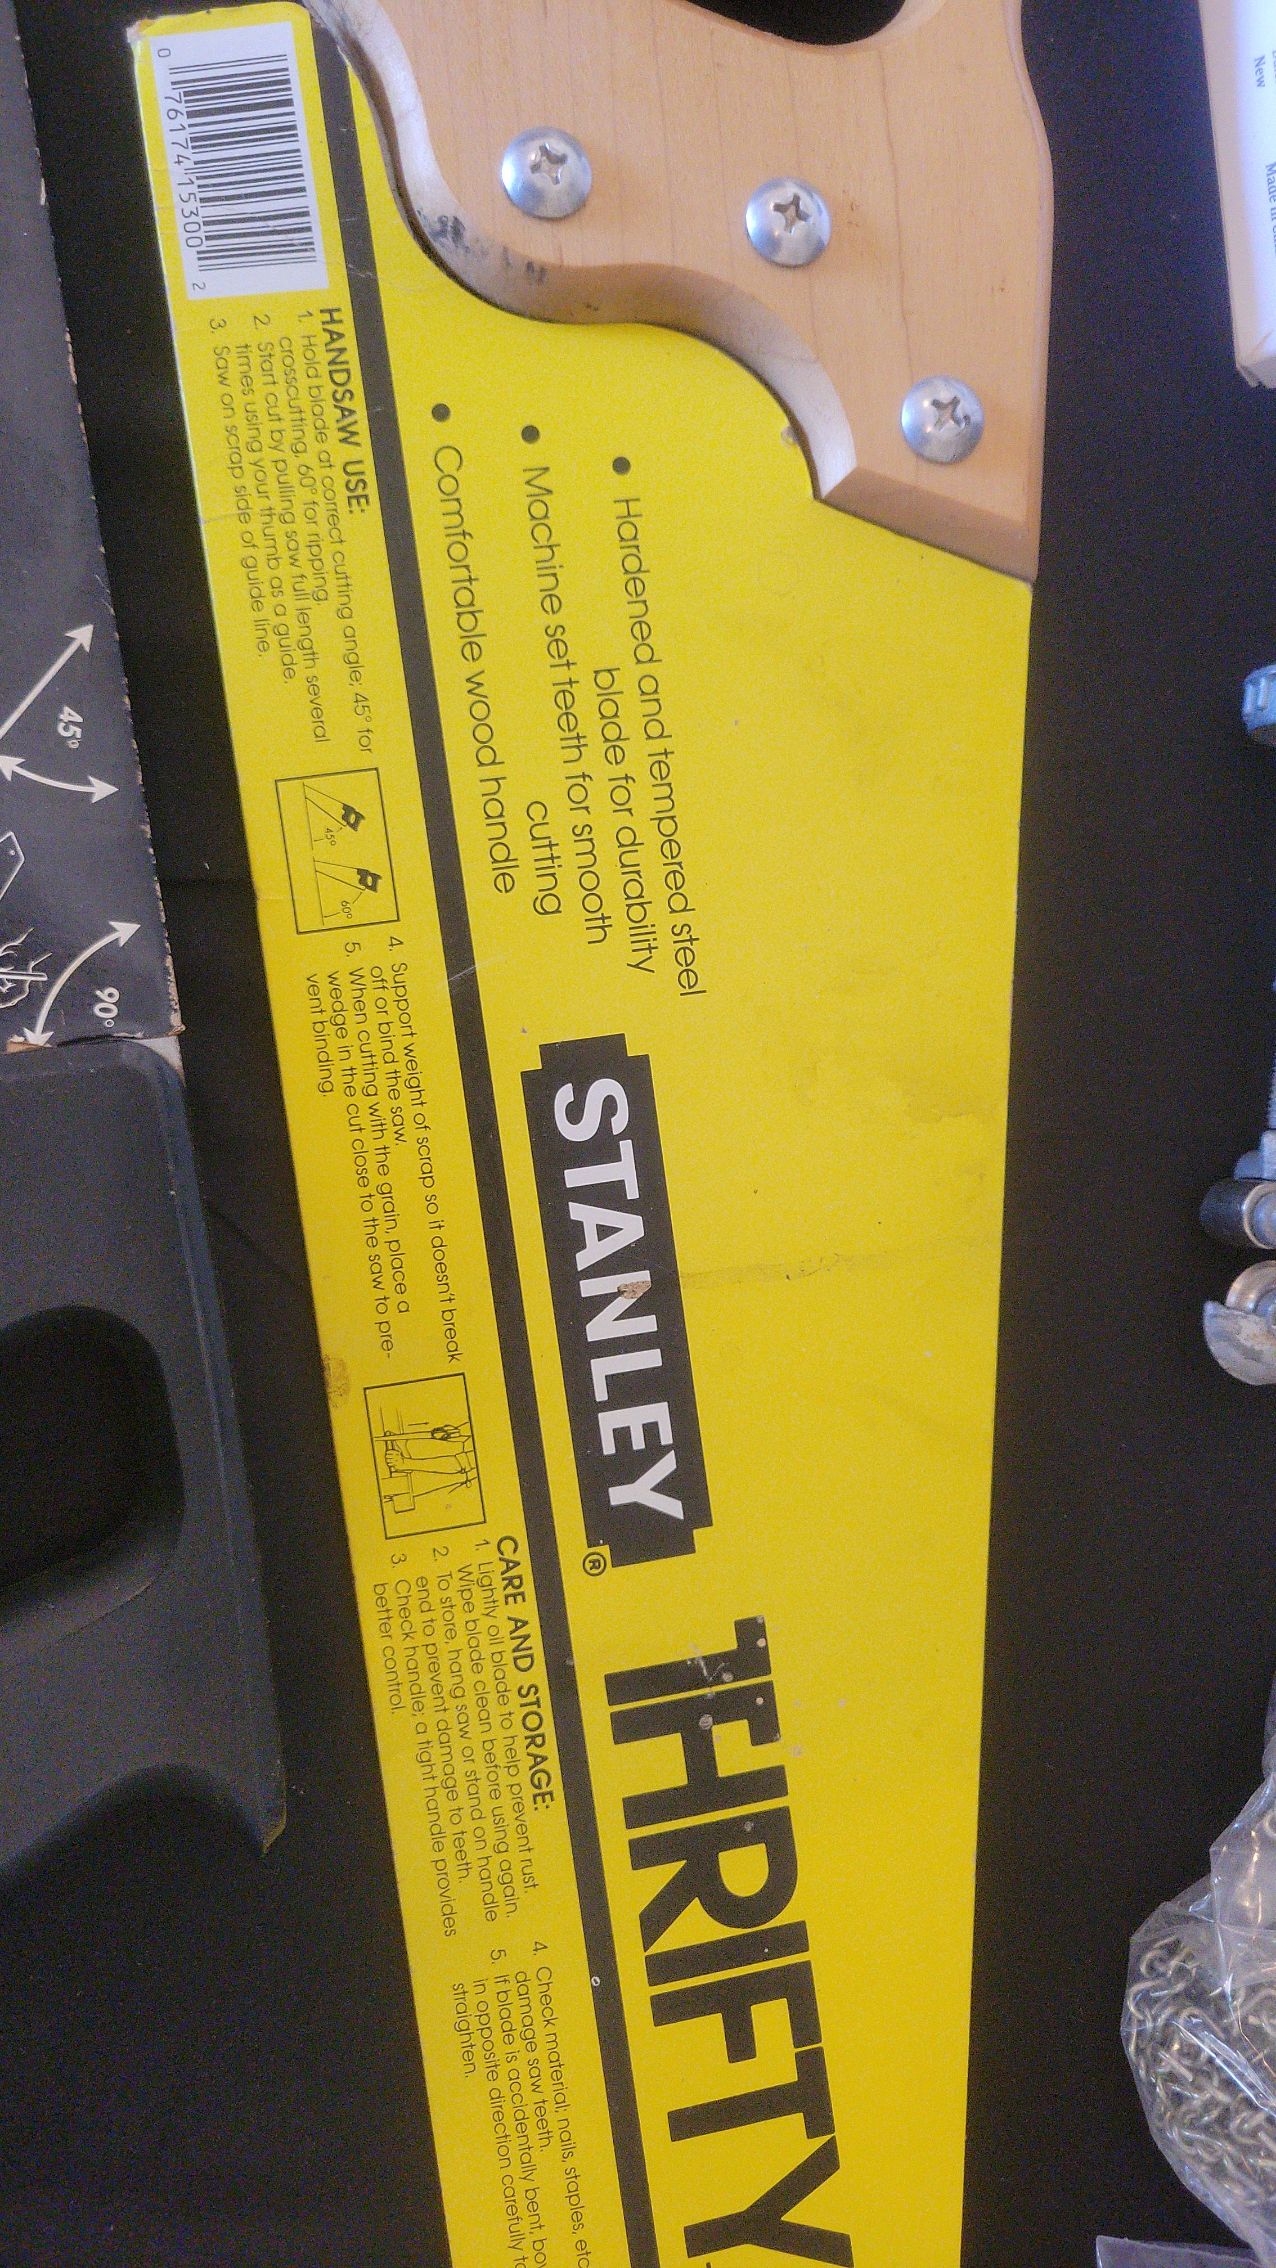 0 76174 15300 2
HANDSAW USE:
1. Hold blade at correct cutting angle; 45° for
crosscutting, 60° for ripping.
2. Start cut by pulling saw full length several
times using your thumb as a guide.
3. Saw on scrap side of guide line.
45°
60°
4. Support weight of scrap so it doesn't break
off or bind the saw.
5. When cutting with the grain, place a
wedge in the cut close to the saw to pre-
vent binding.
CARE AND STORAGE:
1. Lightly oil blade to help prevent rust.
Wipe blade clean before using again.
2. To store, hang saw or stand on handle
end to prevent damage to teeth.
3. Check handle; a tight handle provides
better control.
4. Check material; nails, staples, etc
damage saw teeth.
5. If blade is accidentally bent,
in opposite direction carefully
straighten.
• Hardened and tempered steel
blade for durability
• Machine set teeth for smooth
cutting
• Comfortable wood handle
STANLEY®
THRIFTY
45°
90°
New
Made in